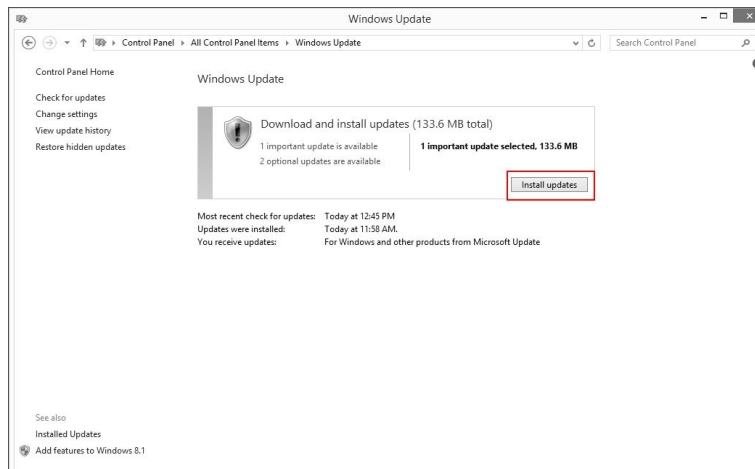 Windows Update
Control Panel ▸ All Control Panel Items ▸ Windows Update
Search Control Panel
Control Panel Home
Check for updates
Change settings
View update history
Restore hidden updates
Windows Update
Download and install updates (133.6 MB total)
1 important update is available
2 optional updates are available
1 important update selected, 133.6 MB
Install updates
Most recent check for updates: Today at 12:45 PM
Updates were installed: Today at 11:58 AM.
You receive updates: For Windows and other products from Microsoft Update
See also
Installed Updates
Add features to Windows 8.1